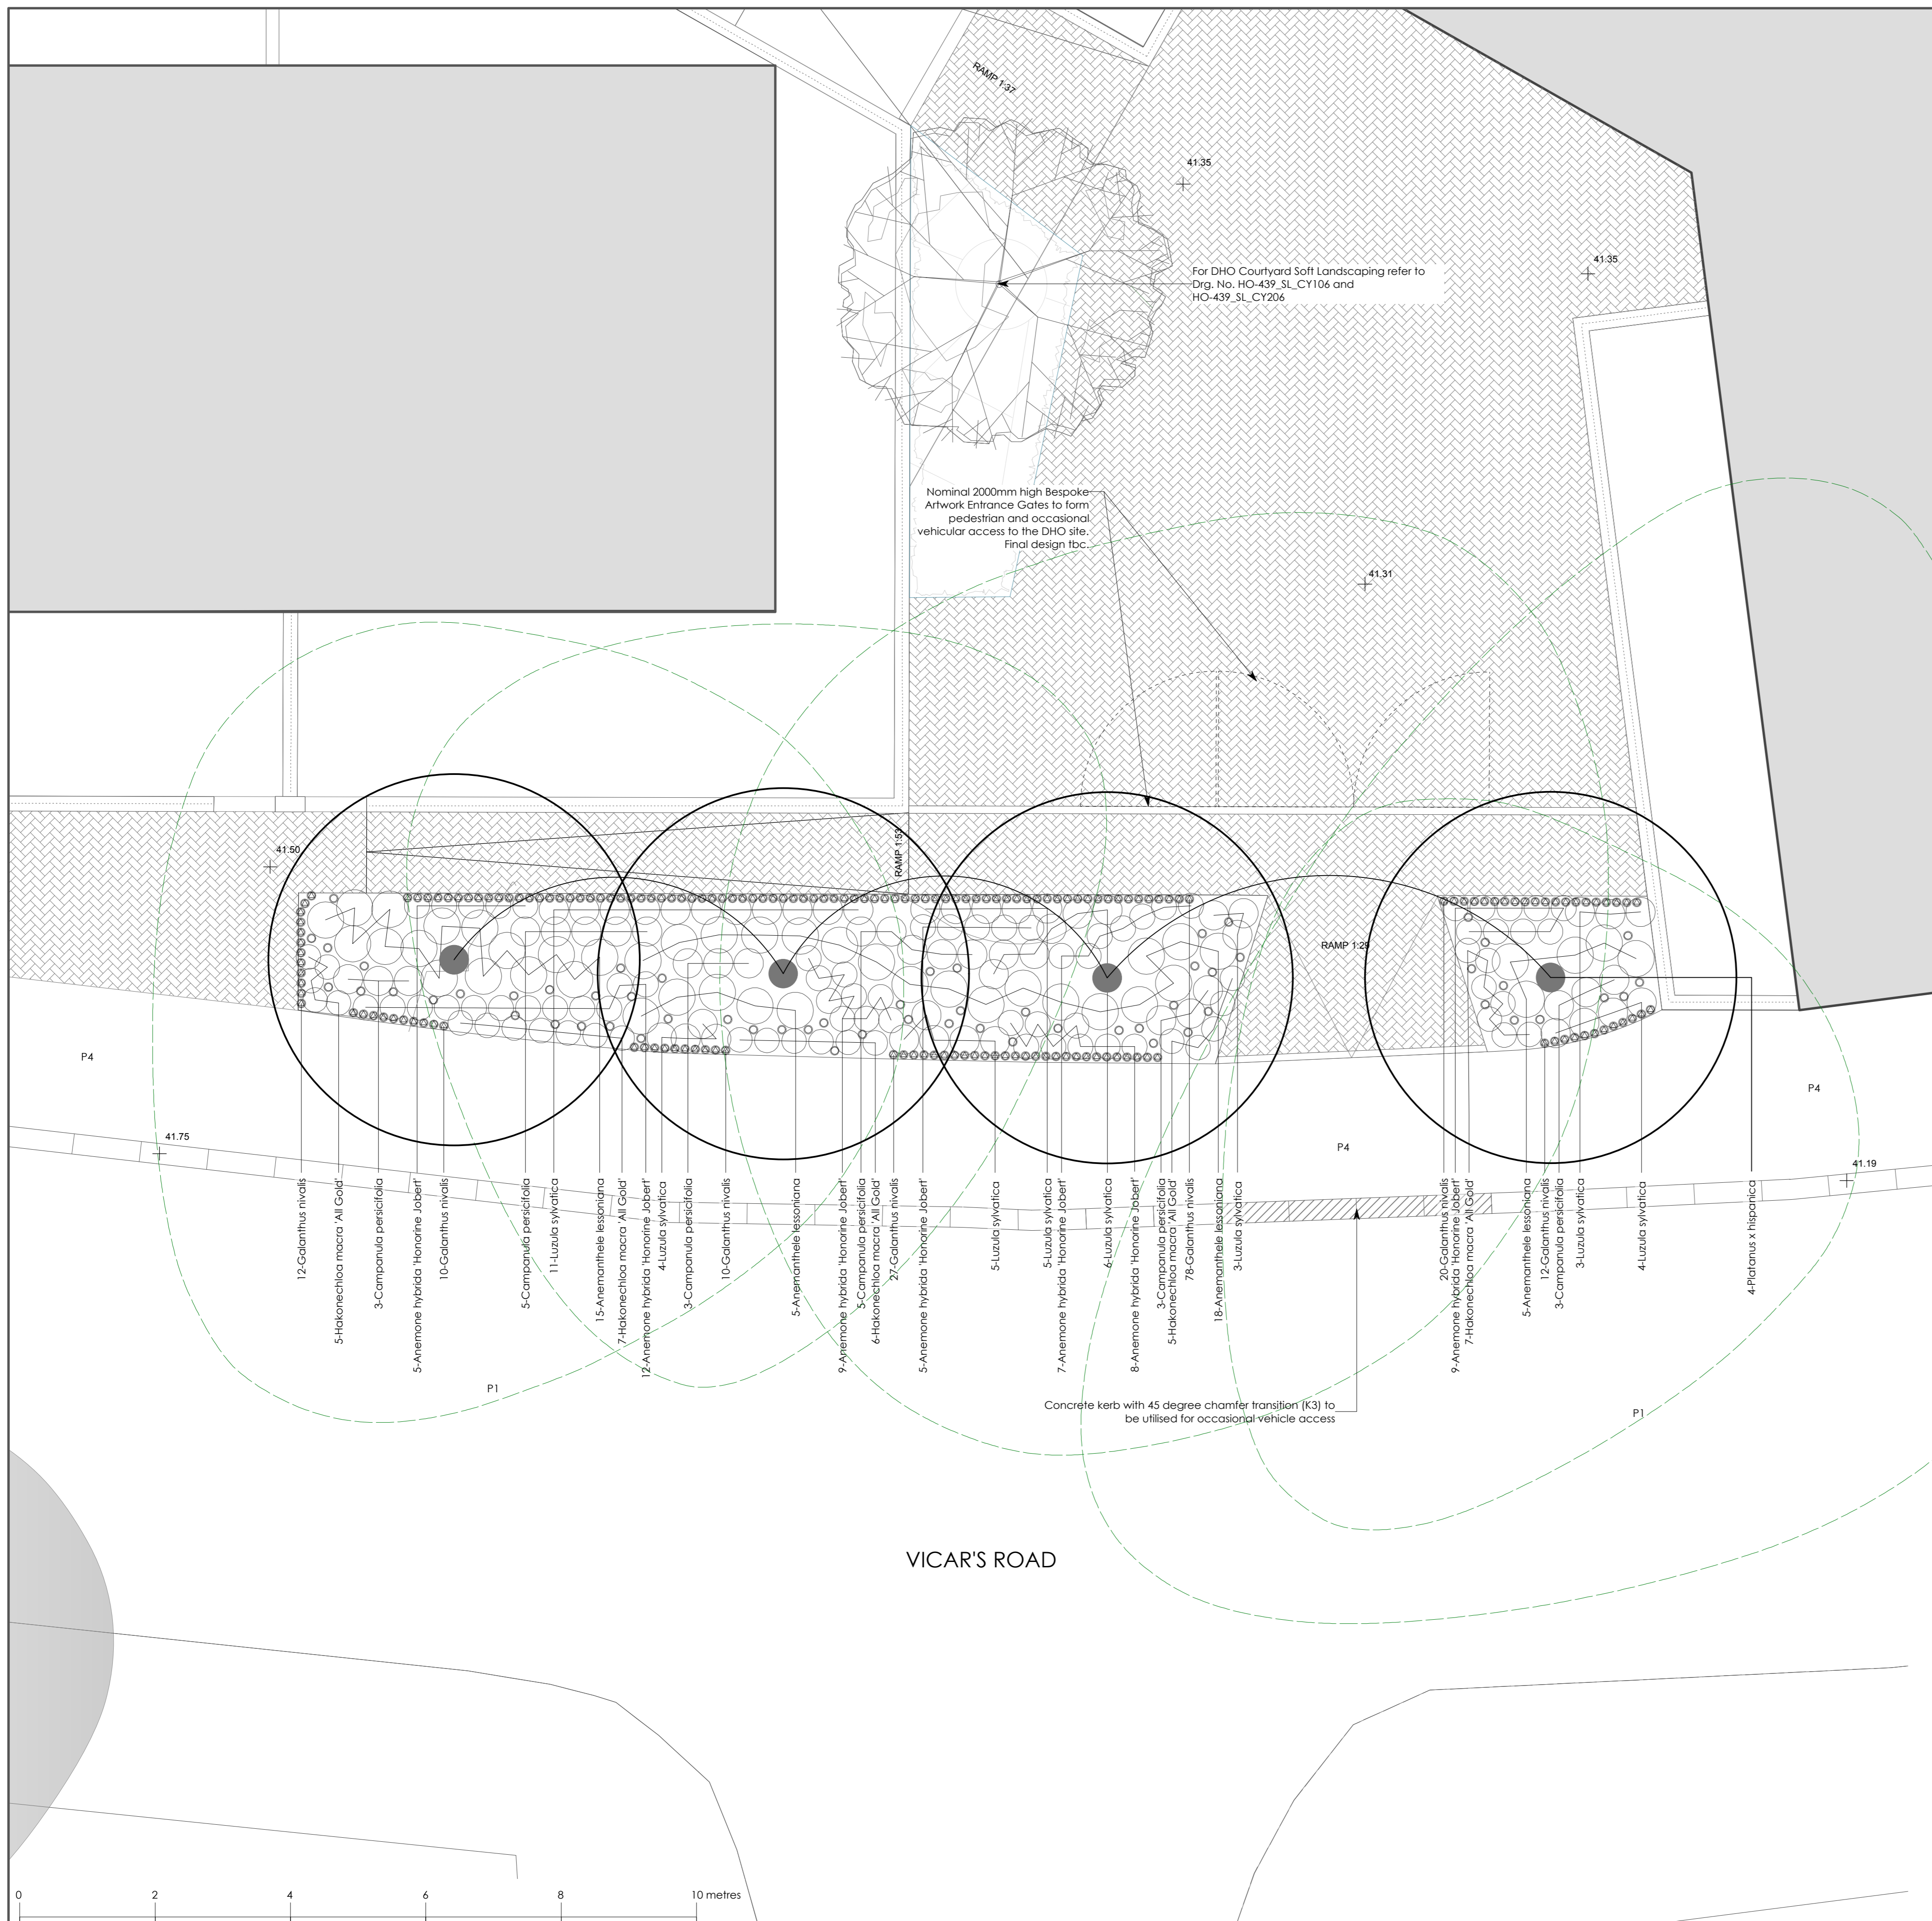 RAMP 1:37
41.35
41.35
For DHO Courtyard Soft Landscaping refer to
Drg. No. HO-439_SL_CY106 and
HO-439_SL_CY206
Nominal 2000mm high Bespoke
Artwork Entrance Gates to form
pedestrian and occasional
vehicular access to the DHO site.
Final design tbc.
41.31
41.50
RAMP 1:53
RAMP 1:29
P4
P4
P4
41.75
41.19
12-Galanthus nivalis
5-Hakonechloa macra 'All Gold'
3-Campanula persicifolia
5-Anemone hybrida 'Honorine Jobert'
10-Galanthus nivalis
5-Campanula persicifolia
11-Luzula sylvatica
15-Anemanthele lessoniana
7-Hakonechloa macra 'All Gold'
12-Anemone hybrida 'Honorine Jobert'
4-Luzula sylvatica
3-Campanula persicifolia
10-Galanthus nivalis
5-Anemanthele lessoniana
9-Anemone hybrida 'Honorine Jobert'
5-Campanula persicifolia
6-Hakonechloa macra 'All Gold'
27-Galanthus nivalis
5-Anemone hybrida 'Honorine Jobert'
5-Luzula sylvatica
5-Luzula sylvatica
7-Anemone hybrida 'Honorine Jobert'
6-Luzula sylvatica
8-Anemone hybrida 'Honorine Jobert'
3-Campanula persicifolia
5-Hakonechloa macra 'All Gold'
78-Galanthus nivalis
18-Anemanthele lessoniana
3-Luzula sylvatica
20-Galanthus nivalis
9-Anemone hybrida 'Honorine Jobert'
7-Hakonechloa macra 'All Gold'
5-Anemanthele lessoniana
12-Galanthus nivalis
3-Campanula persicifolia
3-Luzula sylvatica
4-Luzula sylvatica
4-Platanus x hispanica
P1
Concrete kerb with 45 degree chamfer transition (K3) to
be utilised for occasional vehicle access
P1
VICAR'S ROAD
0 2 4 6 8 10 metres